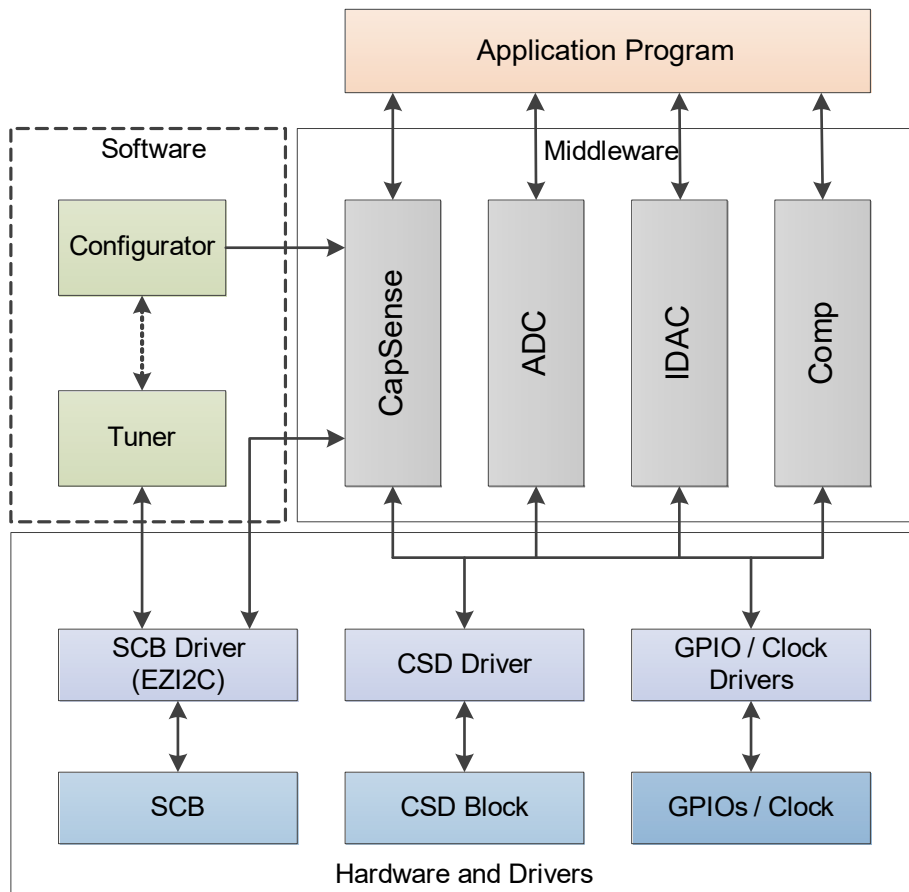 Application Program
Software
Middleware
Configurator
Tuner
CapSense
ADC
IDAC
Comp
SCB Driver
(EZI2C)
CSD Driver
GPIO / Clock
Drivers
SCB
CSD Block
GPIOs / Clock
Hardware and Drivers